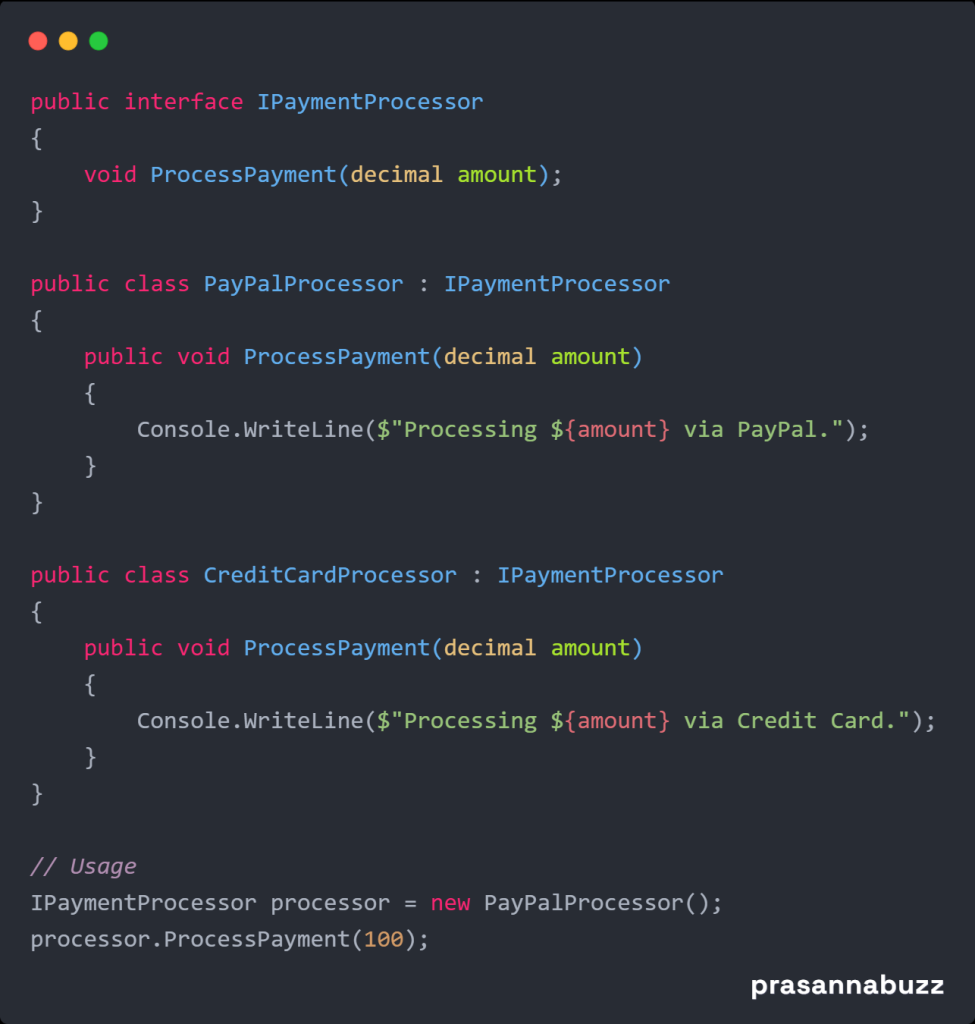 public interface IPaymentProcessor
{
    void ProcessPayment(decimal amount);
}

public class PayPalProcessor : IPaymentProcessor
{
    public void ProcessPayment(decimal amount)
    {
        Console.WriteLine($"Processing ${amount} via PayPal.");
    }
}

public class CreditCardProcessor : IPaymentProcessor
{
    public void ProcessPayment(decimal amount)
    {
        Console.WriteLine($"Processing ${amount} via Credit Card.");
    }
}

// Usage
IPaymentProcessor processor = new PayPalProcessor();
processor.ProcessPayment(100);
prasannabuzz